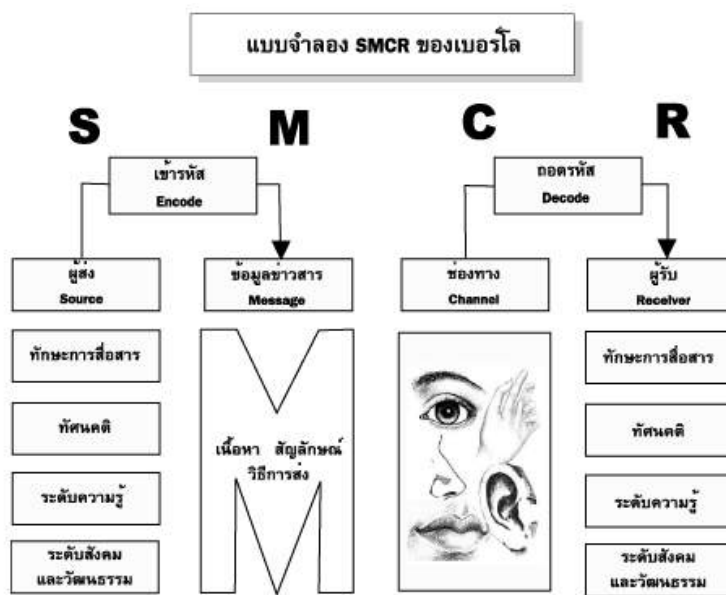 แบบจำลอง SMCR ของเบอร์โล
S M C R
เข้ารหัส
Encode
ถอดรหัส
Decode
ผู้ส่ง
Source
ข้อมูลข่าวสาร
Message
ช่องทาง
Channel
ผู้รับ
Receiver
ทักษะการสื่อสาร
ทัศนคติ
ระดับความรู้
ระดับสังคม
และวัฒนธรรม
เนื้อหา สัญลักษณ์
วิธีการส่ง
ทักษะการสื่อสาร
ทัศนคติ
ระดับความรู้
ระดับสังคม
และวัฒนธรรม